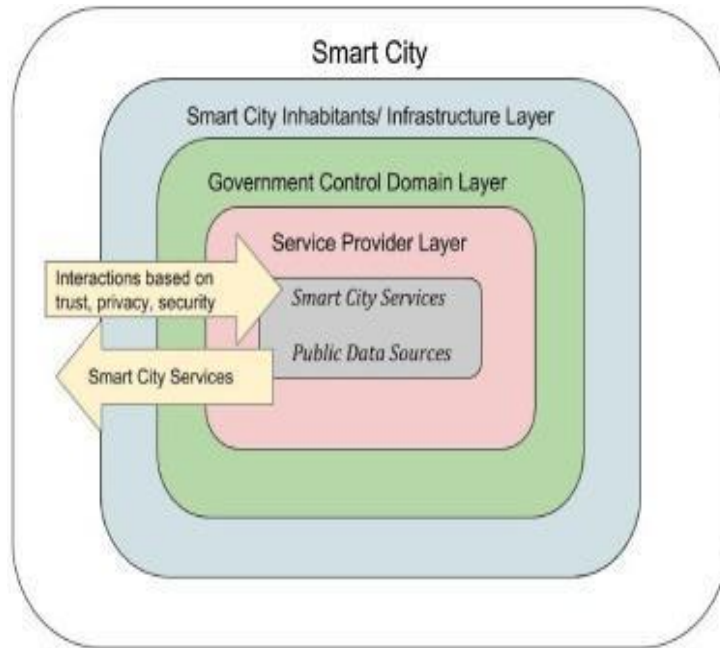 Smart City
Smart City Inhabitants/ Infrastructure Layer
Government Control Domain Layer
Service Provider Layer
Interactions based on
trust, privacy, security
Smart City Services
Public Data Sources
Smart City Services